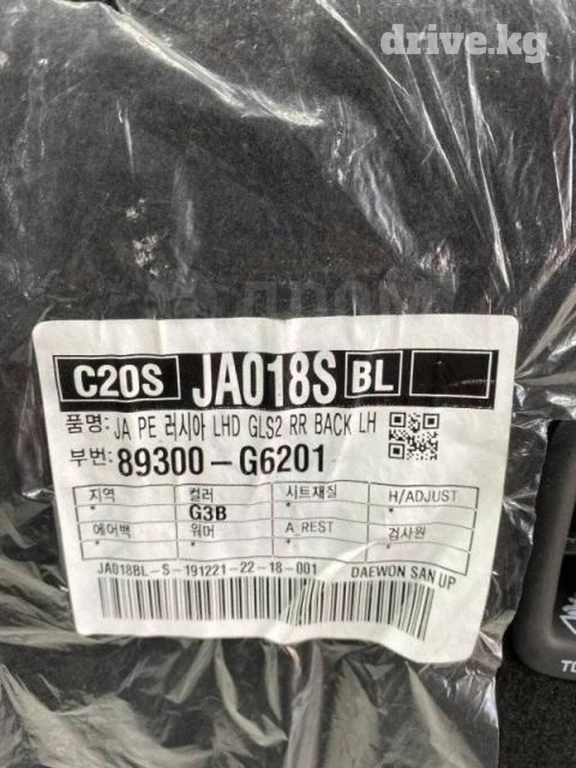 drive.kg
ДРОМ
C20S JA018S BL
품명: JA PE 러시아 LHD GLS2 RR BACK LH
부번: 89300-G6201
지역 컬러 시트재질 H/ADJUST
* G3B * *
에어백 워머 A_REST 검사원
* * * *
JA018BL-S-191221-22-18-001 DAEWON SAN UP